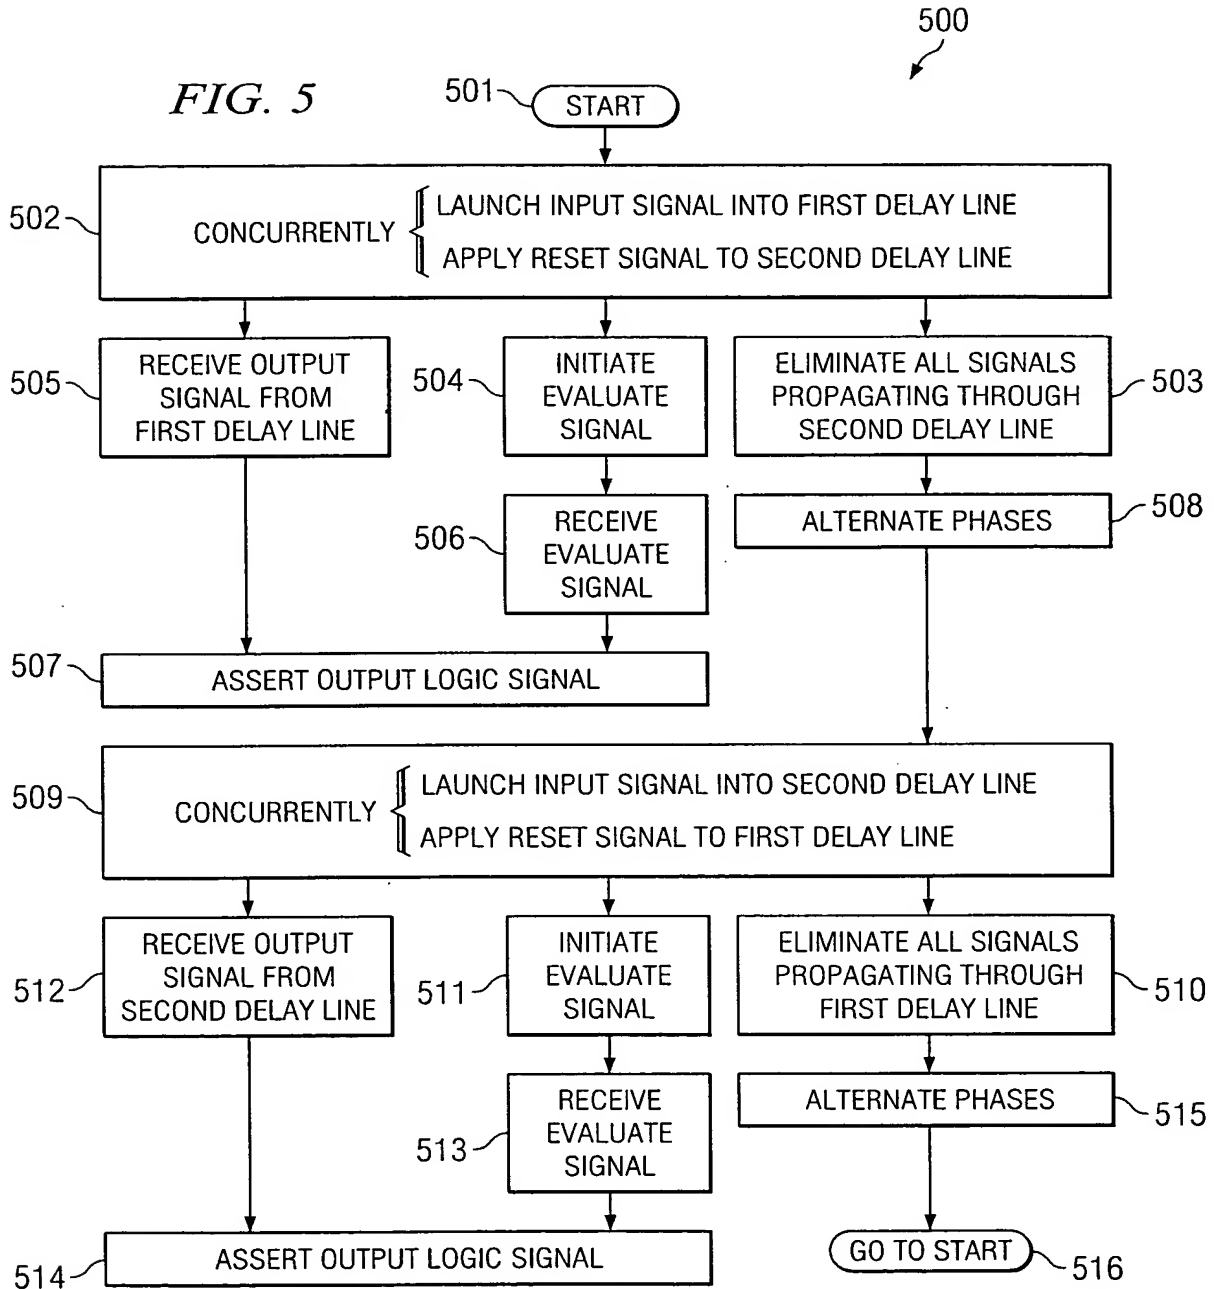 500
FIG. 5
501
START
502
CONCURRENTLY
LAUNCH INPUT SIGNAL INTO FIRST DELAY LINE
APPLY RESET SIGNAL TO SECOND DELAY LINE
505
RECEIVE OUTPUT
SIGNAL FROM
FIRST DELAY LINE
504
INITIATE
EVALUATE
SIGNAL
ELIMINATE ALL SIGNALS
PROPAGATING THROUGH
SECOND DELAY LINE
503
506
RECEIVE
EVALUATE
SIGNAL
ALTERNATE PHASES
508
507
ASSERT OUTPUT LOGIC SIGNAL
509
CONCURRENTLY
LAUNCH INPUT SIGNAL INTO SECOND DELAY LINE
APPLY RESET SIGNAL TO FIRST DELAY LINE
512
RECEIVE OUTPUT
SIGNAL FROM
SECOND DELAY LINE
511
INITIATE
EVALUATE
SIGNAL
ELIMINATE ALL SIGNALS
PROPAGATING THROUGH
FIRST DELAY LINE
510
513
RECEIVE
EVALUATE
SIGNAL
ALTERNATE PHASES
515
514
ASSERT OUTPUT LOGIC SIGNAL
GO TO START
516